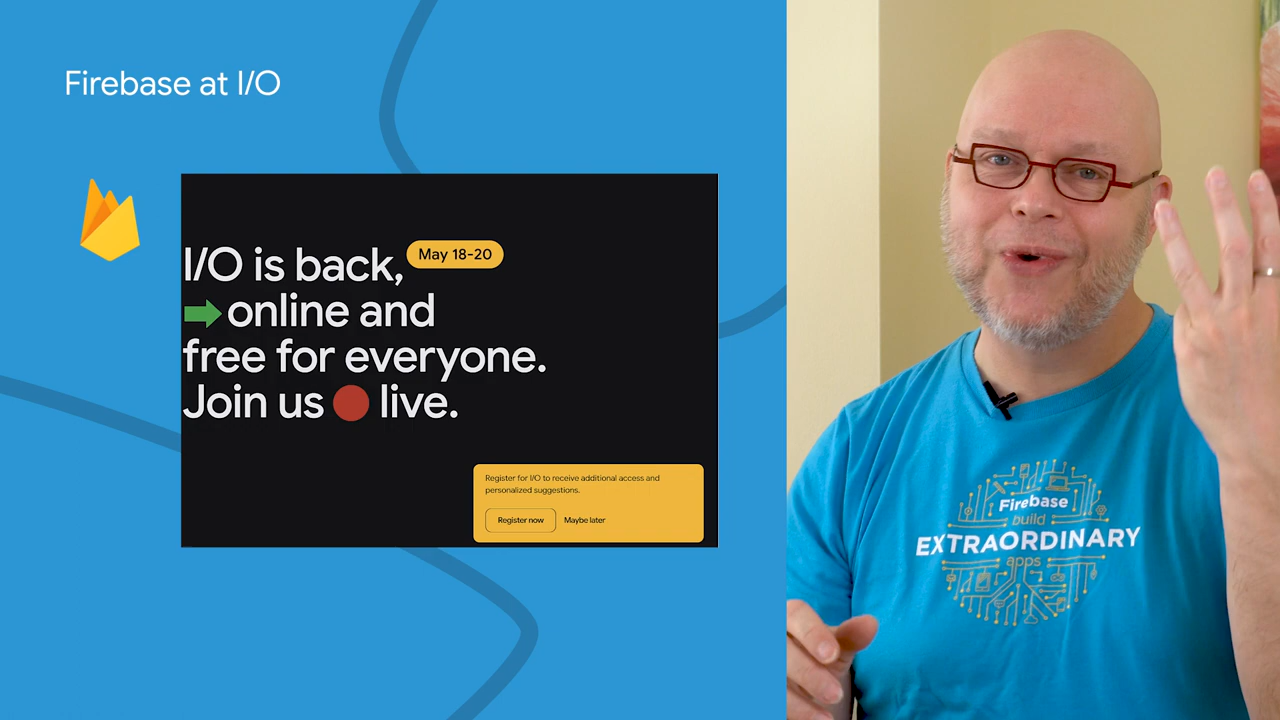 Firebase at I/O
I/O is back, May 18-20
online and
free for everyone.
Join us live.
Register for I/O to receive additional access and
personalized suggestions.
Register now Maybe later
Firebase
build
EXTRAORDINARY
apps